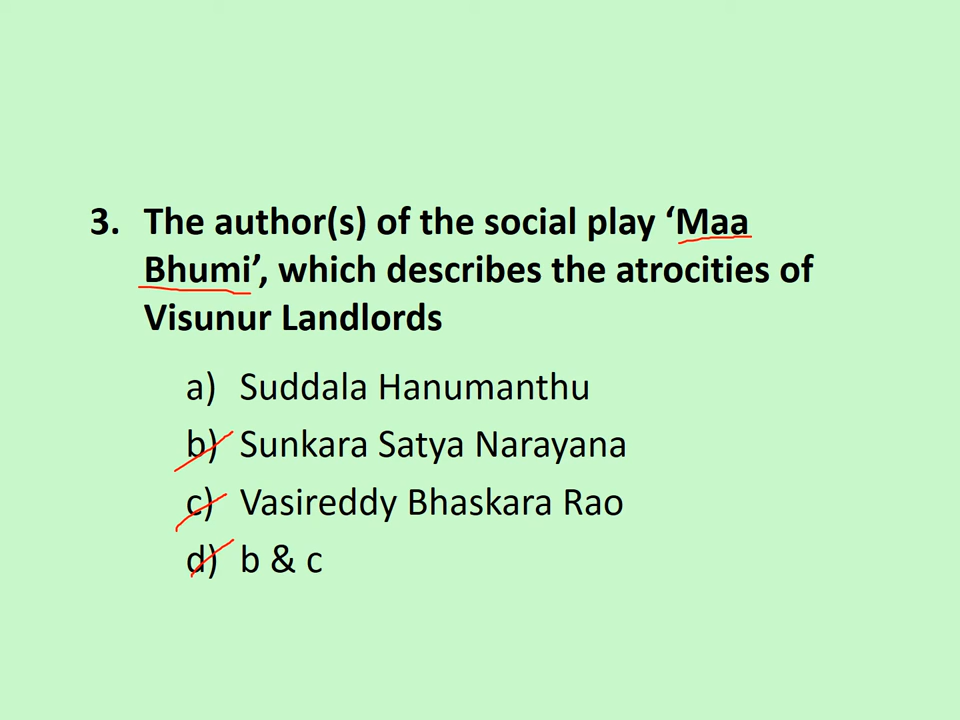 3. The author(s) of the social play ‘Maa
Bhumi’, which describes the atrocities of
Visunur Landlords
a) Suddala Hanumanthu
b) Sunkara Satya Narayana
c) Vasireddy Bhaskara Rao
d) b & c